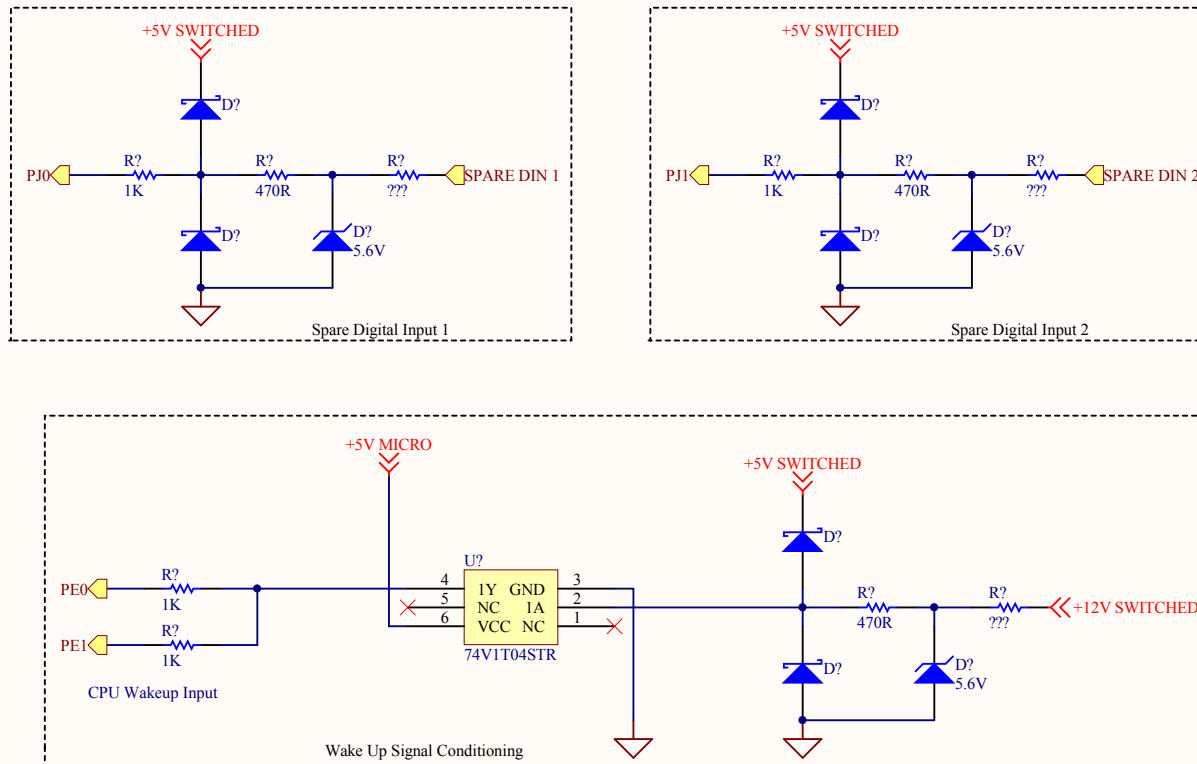 +5V SWITCHED
D?
PJ0
R?
1K
R?
470R
R?
???
SPARE DIN 1
D?
D?
5.6V
Spare Digital Input 1
+5V SWITCHED
D?
PJ1
R?
1K
R?
470R
R?
???
SPARE DIN 2
D?
D?
5.6V
Spare Digital Input 2
+5V MICRO
+5V SWITCHED
D?
PE0
R?
1K
PE1
R?
1K
CPU Wakeup Input
U?
4 1Y GND 3
5 NC 1A 2
6 VCC NC 1
74V1T04STR
R?
470R
R?
???
+12V SWITCHED
D?
D?
5.6V
Wake Up Signal Conditioning